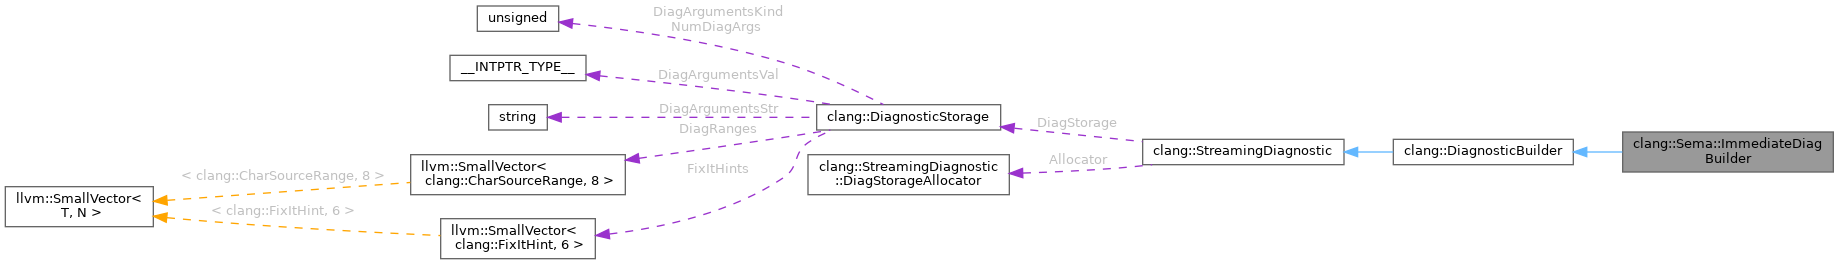 unsigned
DiagArgumentsKind
NumDiagArgs
__INTPTR_TYPE__
DiagArgumentsVal
string
DiagArgumentsStr
clang::DiagnosticStorage
DiagRanges
DiagStorage
clang::StreamingDiagnostic
clang::DiagnosticBuilder
clang::Sema::ImmediateDiag
Builder
llvm::SmallVector<
clang::CharSourceRange, 8 >
FixItHints
clang::StreamingDiagnostic
::DiagStorageAllocator
Allocator
< clang::CharSourceRange, 8 >
llvm::SmallVector<
T, N >
< clang::FixItHint, 6 >
llvm::SmallVector<
clang::FixItHint, 6 >